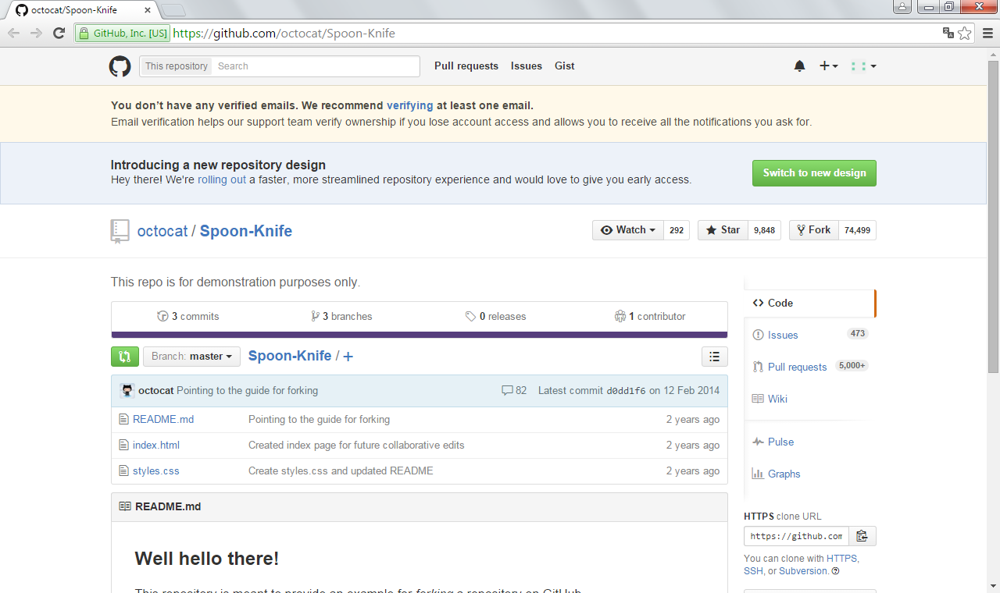 octocat/Spoon-Knife
GitHub, Inc. [US] https://github.com/octocat/Spoon-Knife
This repository Search Pull requests Issues Gist
You don’t have any verified emails. We recommend verifying at least one email.
Email verification helps our support team verify ownership if you lose account access and allows you to receive all the notifications you ask for.
Introducing a new repository design
Hey there! We're rolling out a faster, more streamlined repository experience and would love to give you early access.
Switch to new design
octocat / Spoon-Knife
Watch 292 Star 9,848 Fork 74,499
This repo is for demonstration purposes only.
3 commits 3 branches 0 releases 1 contributor
Branch: master Spoon-Knife / +
octocat Pointing to the guide for forking 82 Latest commit d0dd1f6 on 12 Feb 2014
README.md Pointing to the guide for forking 2 years ago
index.html Created index page for future collaborative edits 2 years ago
styles.css Create styles.css and updated README 2 years ago
README.md
Well hello there!
This repository is meant to provide an example for forking a repository on GitHub.
Code
Issues 473
Pull requests 5,000+
Wiki
Pulse
Graphs
HTTPS clone URL
https://github.com
You can clone with HTTPS,
SSH, or Subversion.